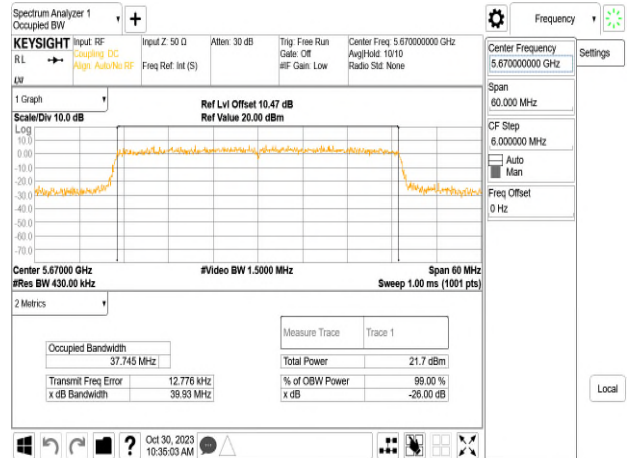 Spectrum Analyzer 1
Occupied BW
+
Frequency
KEYSIGHT
RL
LXI
Input: RF
Coupling: DC
Align: Auto/No RF
Input Z: 50 Ω
Freq Ref: Int (S)
Atten: 30 dB
Trig: Free Run
Gate: Off
#IF Gain: Low
Center Freq: 5.670000000 GHz
Avg|Hold: 10/10
Radio Std: None
Center Frequency
5.670000000 GHz
Settings
Span
60.000 MHz
CF Step
6.000000 MHz
Auto
Man
Freq Offset
0 Hz
Local
1 Graph
Scale/Div 10.0 dB
Ref Lvl Offset 10.47 dB
Ref Value 20.00 dBm
Log
10.0
0.00
-10.0
-20.0
-30.0
-40.0
-50.0
-60.0
-70.0
Center 5.67000 GHz
#Res BW 430.00 kHz
#Video BW 1.5000 MHz
Span 60 MHz
Sweep 1.00 ms (1001 pts)
2 Metrics
Measure Trace Trace 1
Occupied Bandwidth
37.745 MHz
Total Power 21.7 dBm
Transmit Freq Error 12.776 kHz
% of OBW Power 99.00 %
x dB Bandwidth 39.93 MHz
x dB -26.00 dB
?
Oct 30, 2023
10:35:03 AM